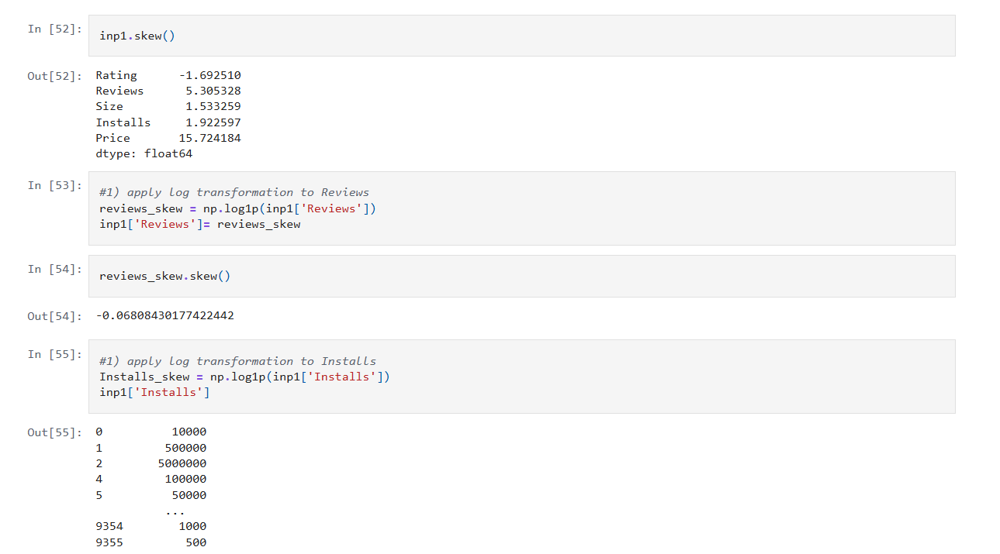 In [52]: inp1.skew()
Out[52]: Rating -1.692510
Reviews 5.305328
Size 1.533259
Installs 1.922597
Price 15.724184
dtype: float64
In [53]: #1) apply log transformation to Reviews
reviews_skew = np.log1p(inp1['Reviews'])
inp1['Reviews']= reviews_skew
In [54]: reviews_skew.skew()
Out[54]: -0.06808430177422442
In [55]: #1) apply log transformation to Installs
Installs_skew = np.log1p(inp1['Installs'])
inp1['Installs']
Out[55]: 0 10000
1 500000
2 5000000
4 100000
5 50000
...
9354 1000
9355 500